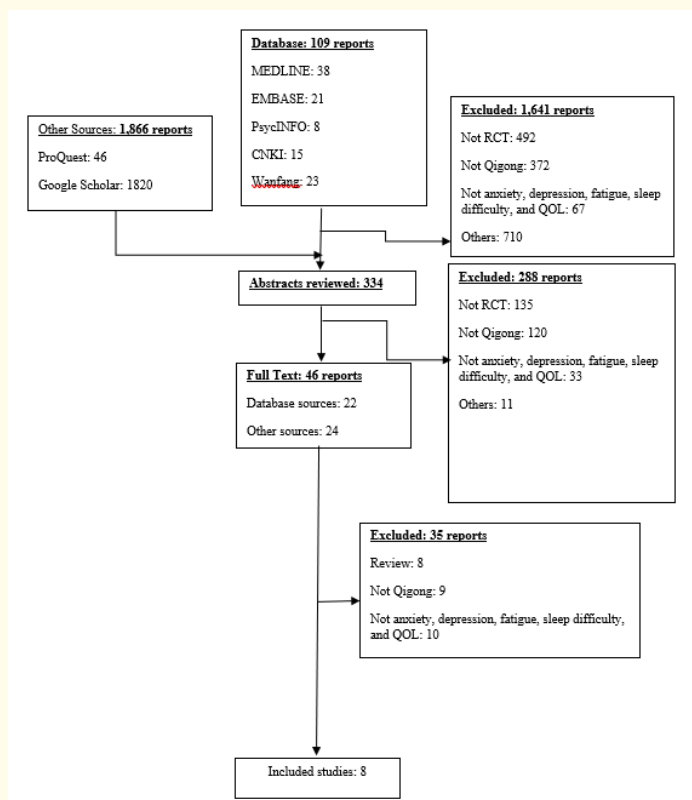 Database: 109 reports
MEDLINE: 38
EMBASE: 21
PsycINFO: 8
CNKI: 15
Wanfang: 23
Other Sources: 1,866 reports
ProQuest: 46
Google Scholar: 1820
Excluded: 1,641 reports
Not RCT: 492
Not Qigong: 372
Not anxiety, depression, fatigue, sleep
difficulty, and QOL: 67
Others: 710
Abstracts reviewed: 334
Excluded: 288 reports
Not RCT: 135
Not Qigong: 120
Not anxiety, depression, fatigue, sleep
difficulty, and QOL: 33
Others: 11
Full Text: 46 reports
Database sources: 22
Other sources: 24
Excluded: 35 reports
Review: 8
Not Qigong: 9
Not anxiety, depression, fatigue, sleep difficulty,
and QOL: 10
Included studies: 8